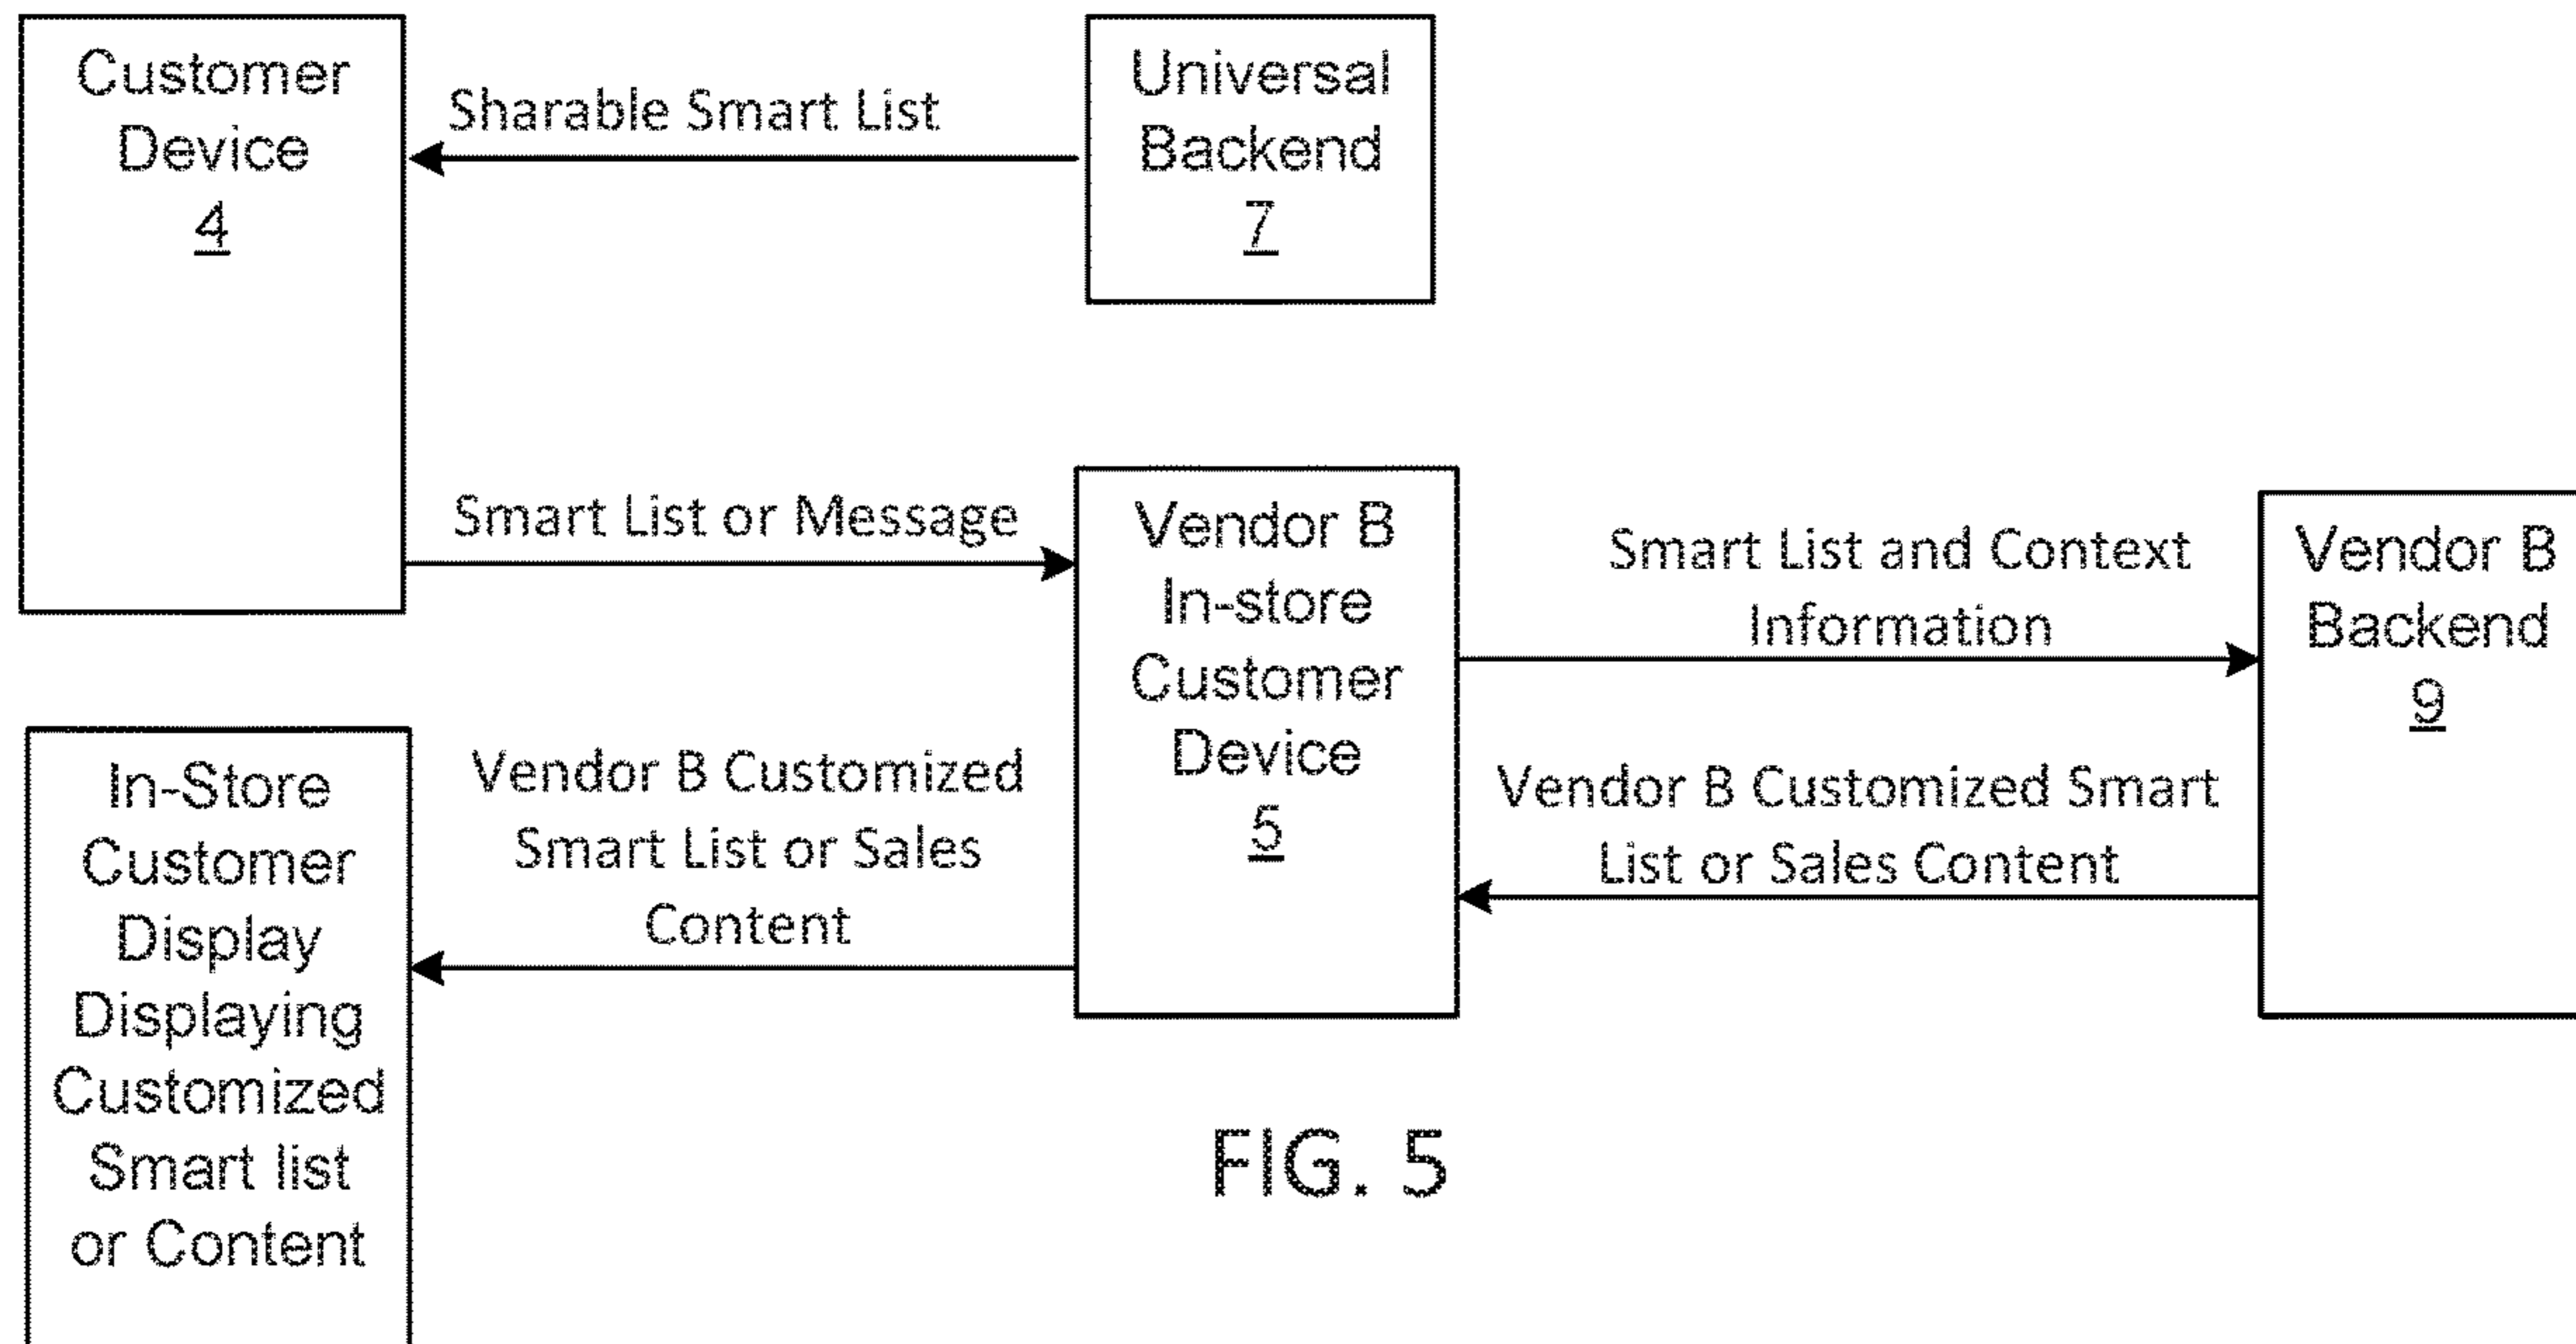 Customer
Device
4
Sharable Smart List
Universal
Backend
7
Smart List or Message
Vendor B
In-store
Customer
Device
5
Smart List and Context
Information
Vendor B
Backend
9
Vendor B Customized Smart
List or Sales Content
Vendor B Customized
Smart List or Sales
Content
In-Store
Customer
Display
Displaying
Customized
Smart list
or Content
FIG. 5